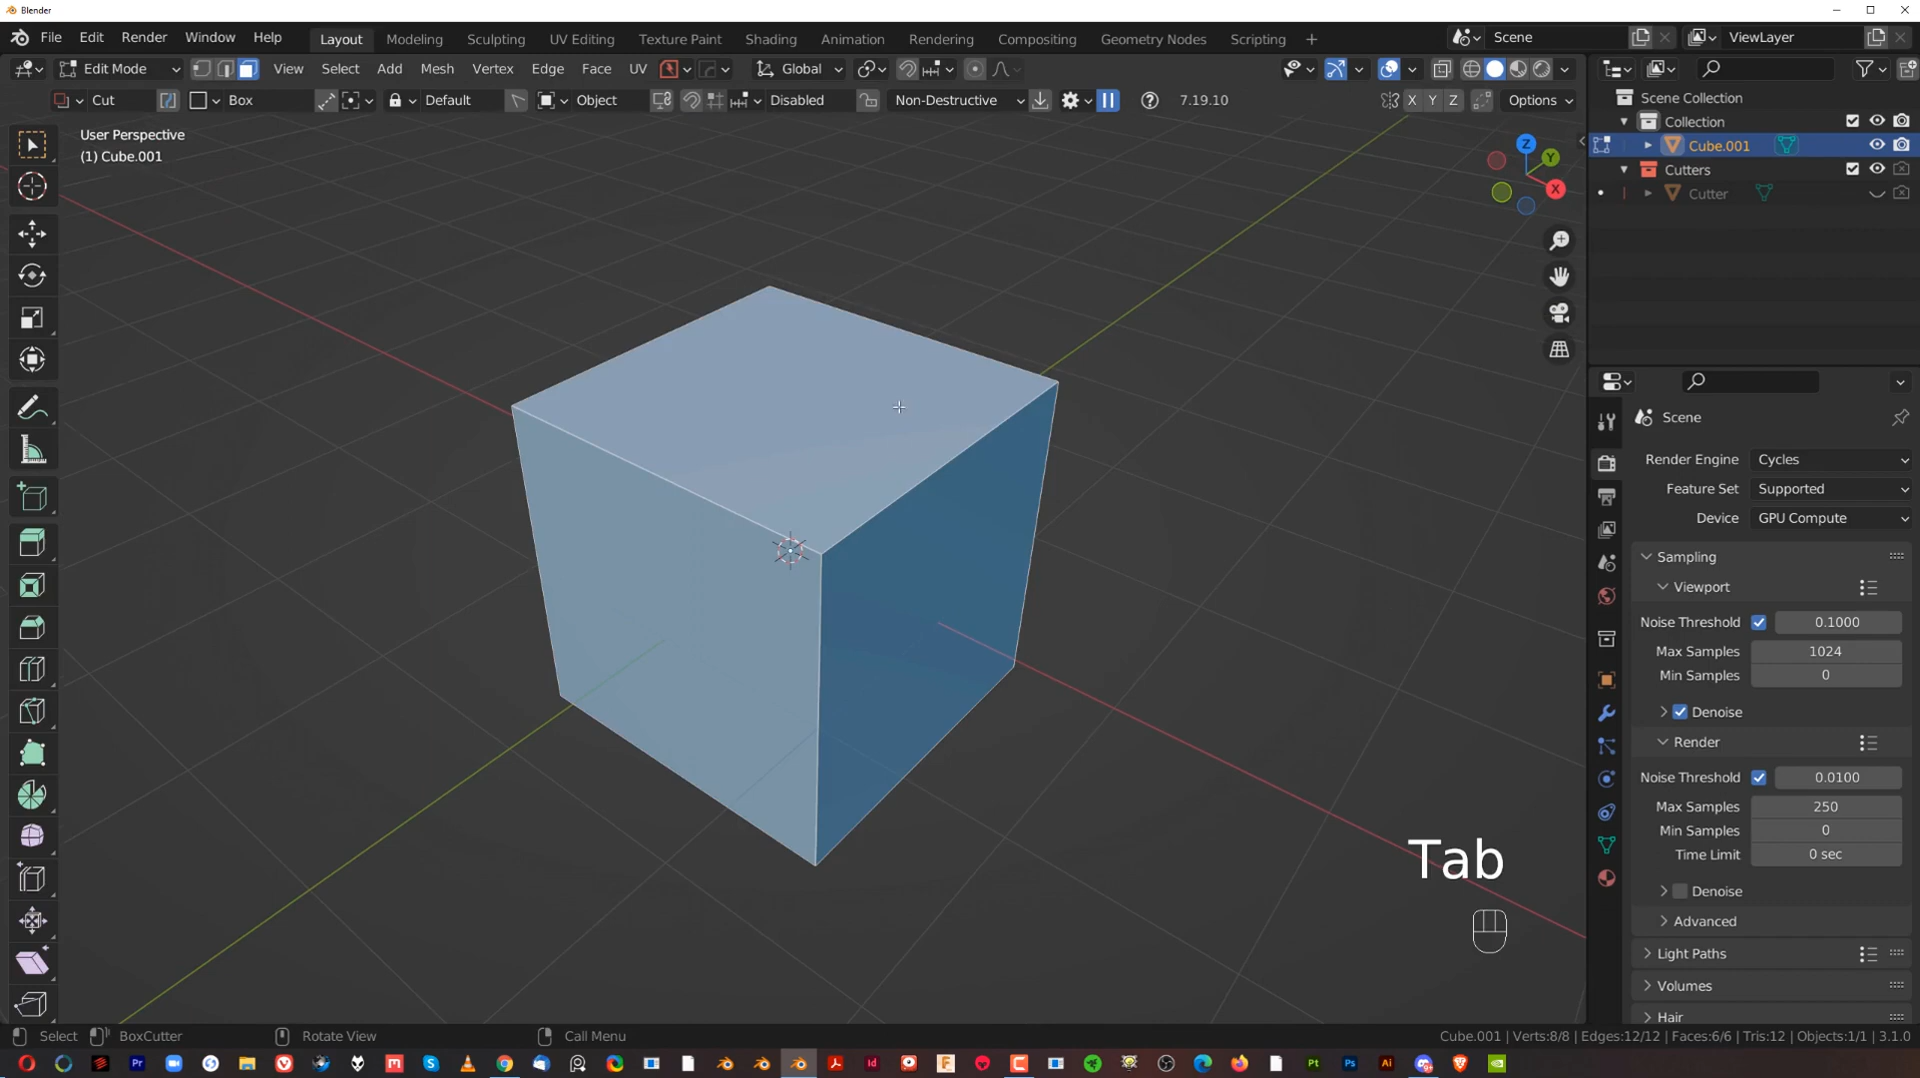 Blender
File Edit Render Window Help Layout Modeling Sculpting UV Editing Texture Paint Shading Animation Rendering Compositing Geometry Nodes Scripting + Scene ViewLayer
Edit Mode View Select Add Mesh Vertex Edge Face UV Global
Cut Box Default Object Disabled Non-Destructive 7.19.10 X Y Z Options
User Perspective
(1) Cube.001
Z
Y
X
Scene Collection
Collection
Cube.001
Cutters
Cutter
Scene
Render Engine Cycles
Feature Set Supported
Device GPU Compute
Sampling
Viewport
Noise Threshold 0.1000
Max Samples 1024
Min Samples 0
Denoise
Render
Noise Threshold 0.0100
Max Samples 250
Min Samples 0
Time Limit 0 sec
Denoise
Advanced
Light Paths
Volumes
Hair
Tab
Select BoxCutter Rotate View Call Menu Cube.001 | Verts:8/8 | Edges:12/12 | Faces:6/6 | Tris:12 | Objects:1/1 | 3.1.0
Pr M S Id F Pt Ps Ai